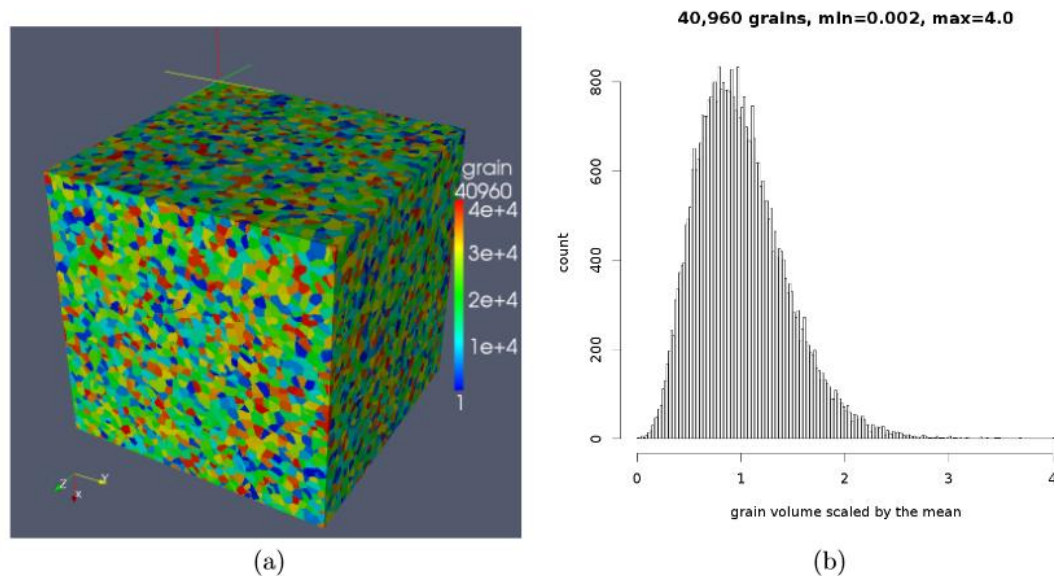 grain
40960
4e+4
3e+4
2e+4
1e+4
1
Z
Y
X
(a)
40,960 grains, min=0.002, max=4.0
count
800
600
400
200
0
0 1 2 3 4
grain volume scaled by the mean
(b)